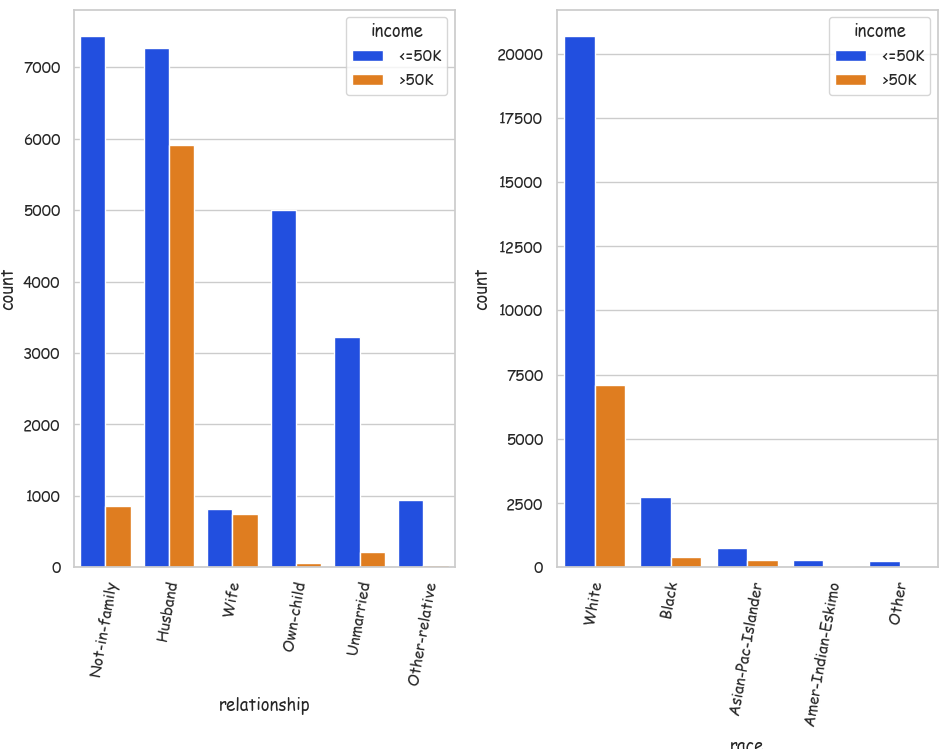 income
<=50K
>50K
7000
6000
5000
4000
3000
2000
1000
0
count
Not-in-family
Husband
Wife
Own-child
Unmarried
Other-relative
relationship
income
<=50K
>50K
20000
17500
15000
12500
10000
7500
5000
2500
0
count
White
Black
Asian-Pac-Islander
Amer-Indian-Eskimo
Other
race